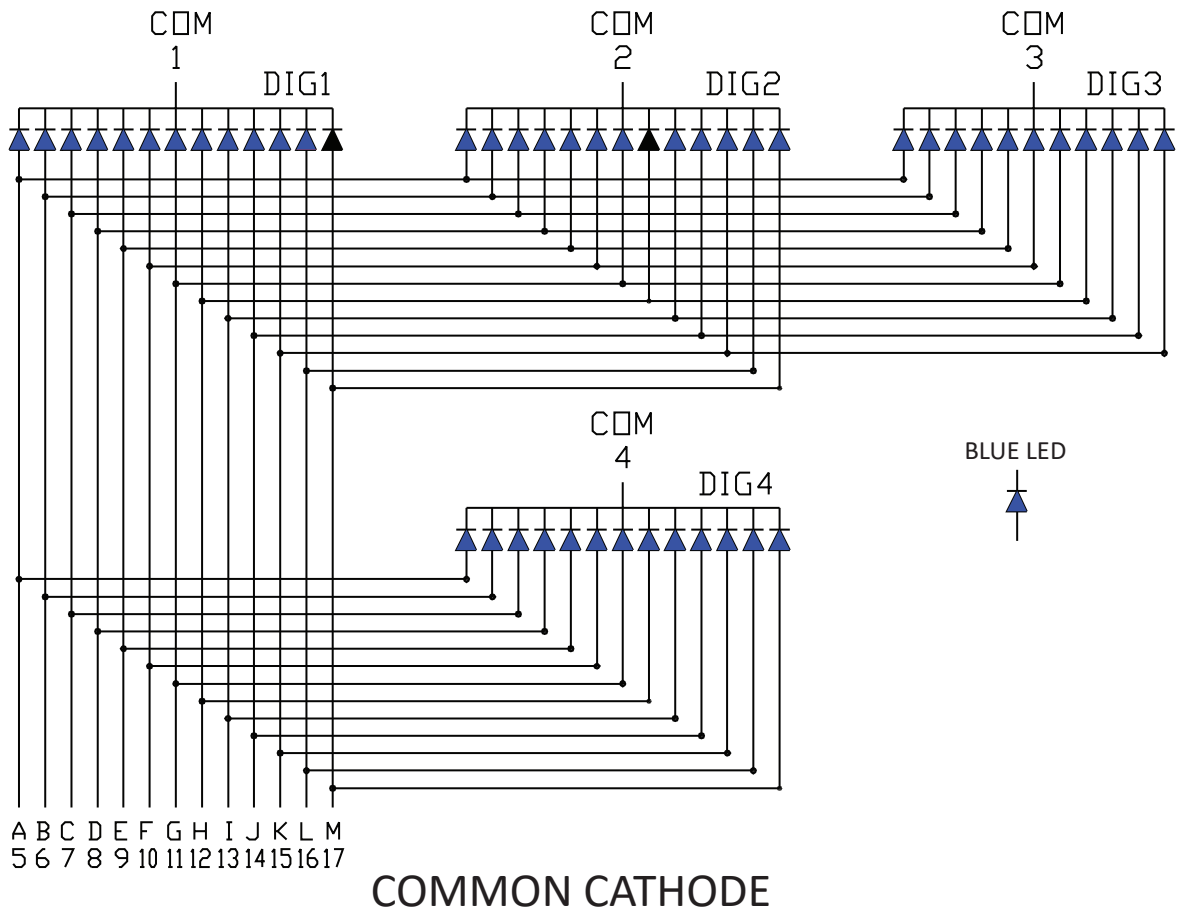 COM
1
DIG1
COM
2
DIG2
COM
3
DIG3
COM
4
DIG4
BLUE LED
A B C D E F G H I J K L M
5 6 7 8 9 10 11 12 13 14 15 16 17
COMMON CATHODE